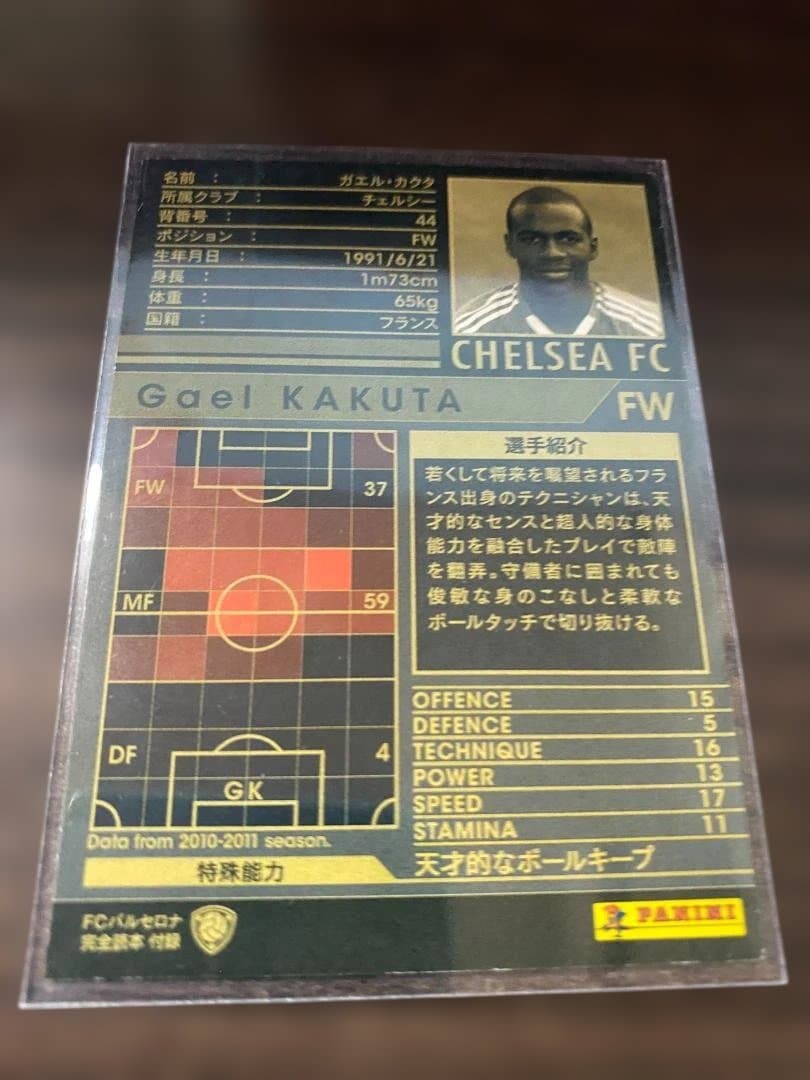 名前 : ガエル・カクタ
所属クラブ : チェルシー
背番号 : 44
ポジション : FW
生年月日 : 1991/6/21
身長 : 1m73cm
体重 : 65kg
国籍 : フランス
CHELSEA FC
Gael KAKUTA
FW
FW 37
MF 59
DF 4
GK
Data from 2010-2011 season.
選手紹介
若くして将来を嘱望されるフラ
ンス出身のテクニシャンは、天
才的なセンスと超人的な身体
能力を融合したプレイで敵陣
を翻弄。守備者に囲まれても
俊敏な身のこなしと柔軟な
ボールタッチで切り抜ける。
OFFENCE 15
DEFENCE 5
TECHNIQUE 16
POWER 13
SPEED 17
STAMINA 11
特殊能力
天才的なボールキープ
FCバルセロナ
完全読本 付録
PANINI